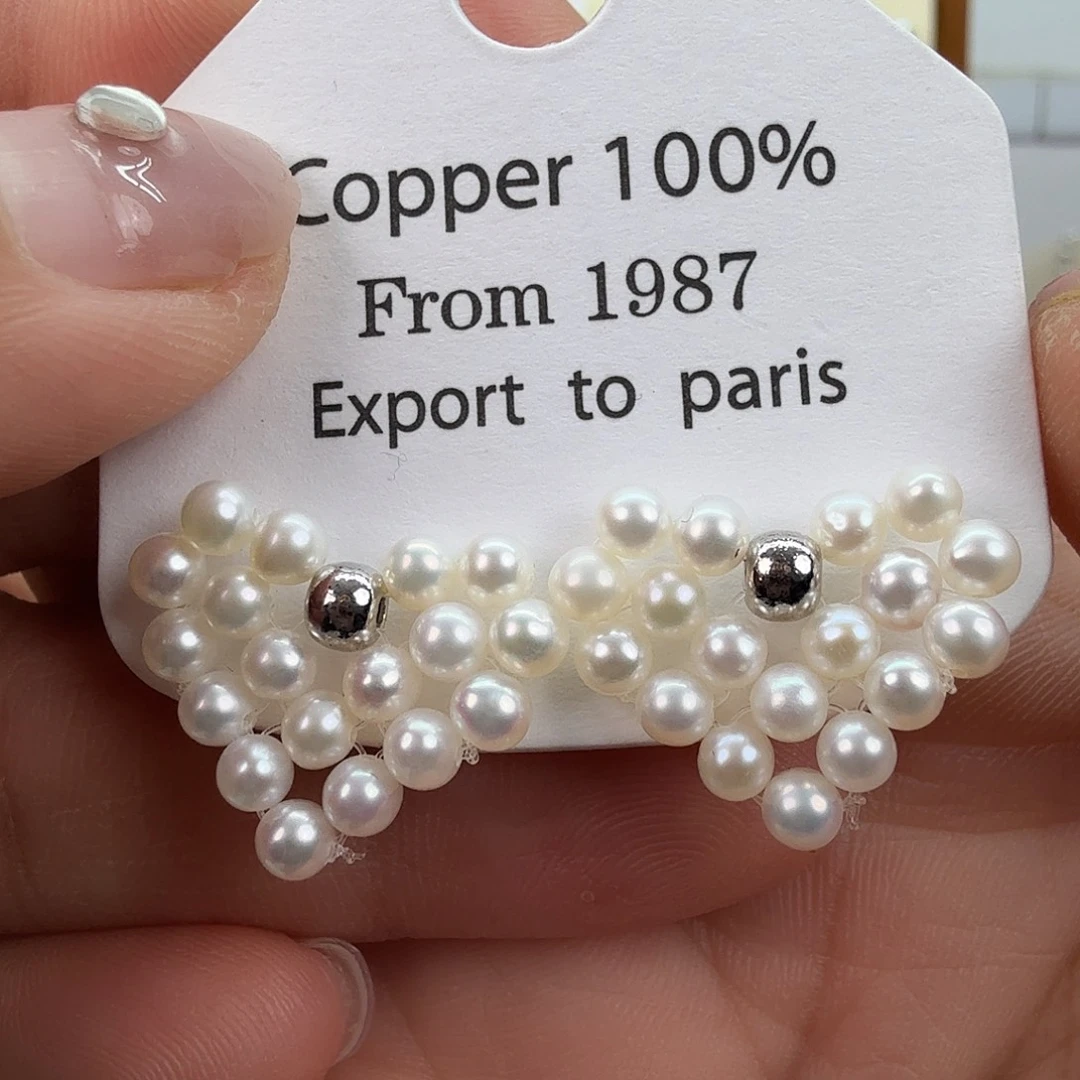 Copper 100%
From 1987
Export to paris